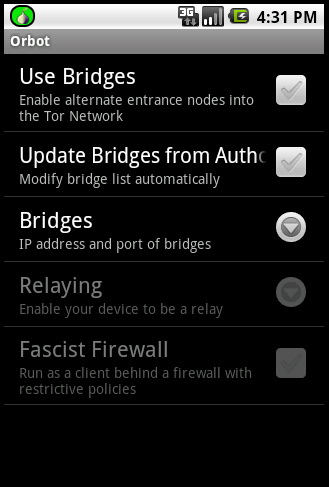 3G
4:31 PM
Orbot
Use Bridges
Enable alternate entrance nodes into
the Tor Network
Update Bridges from Autho
Modify bridge list automatically
Bridges
IP address and port of bridges
Relaying
Enable your device to be a relay
Fascist Firewall
Run as a client behind a firewall with
restrictive policies